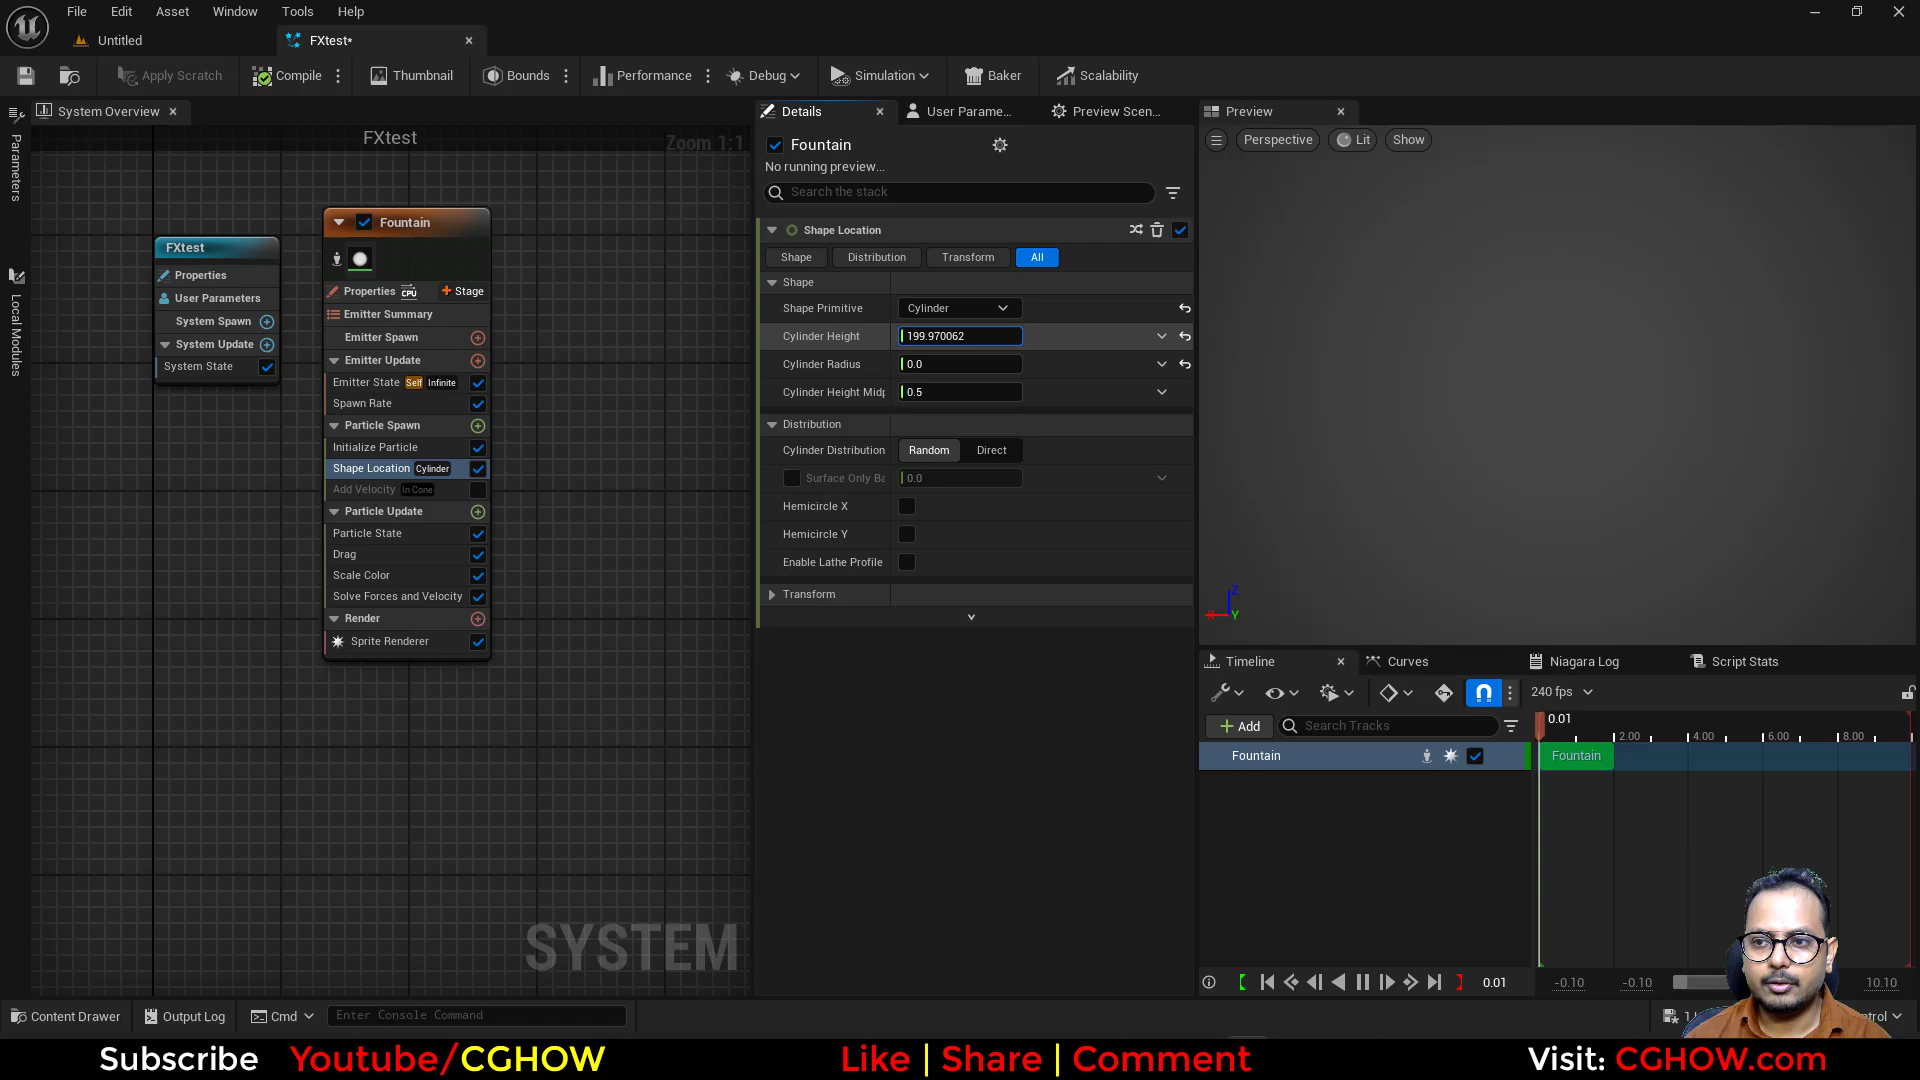 File Edit Asset Window Tools Help
Untitled FXtest*
Apply Scratch Compile Thumbnail Bounds Performance Debug Simulation Baker Scalability
System Overview
Parameters
Local Modules
FXtest
Zoom 1:1
FXtest
Properties
User Parameters
System Spawn
System Update
System State
Fountain
Properties CPU Stage
Emitter Summary
Emitter Spawn
Emitter Update
Emitter State Self Infinite
Spawn Rate
Particle Spawn
Initialize Particle
Shape Location Cylinder
Add Velocity In Cone
Particle Update
Particle State
Drag
Scale Color
Solve Forces and Velocity
Render
Sprite Renderer
SYSTEM
Details User Parame... Preview Scen...
Fountain
No running preview...
Search the stack
Shape Location
Shape Distribution Transform All
Shape
Shape Primitive Cylinder
Cylinder Height 199.970062
Cylinder Radius 0.0
Cylinder Height Midp 0.5
Distribution
Cylinder Distribution Random Direct
Surface Only Ba 0.0
Hemicircle X
Hemicircle Y
Enable Lathe Profile
Transform
Preview
Perspective Lit Show
Z
X Y
Timeline Curves Niagara Log Script Stats
240 fps
Add Search Tracks
0.01
2.00 4.00 6.00 8.00
Fountain Fountain
0.01 -0.10 -0.10 10.10
Content Drawer Output Log Cmd Enter Console Command
Subscribe Youtube/CGHOW Like | Share | Comment Visit: CGHOW.com